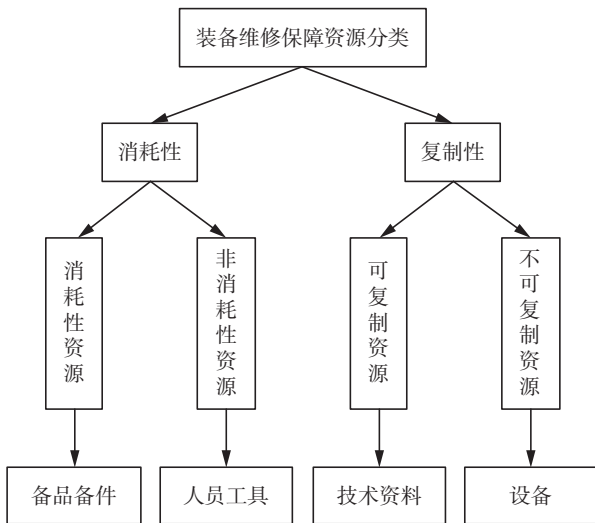 装备维修保障资源分类
消耗性
复制性
消耗性资源
非消耗性资源
可复制资源
不可复制资源
备品备件
人员工具
技术资料
设备